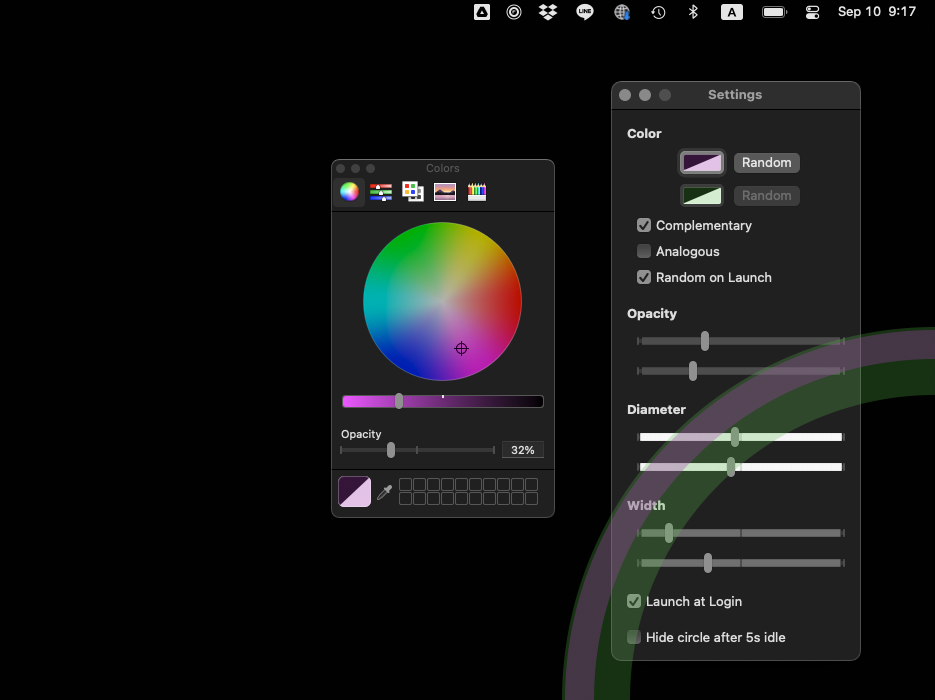 LINE
A
Sep 10 9:17
Settings
Color
Random
Random
Complementary
Analogous
Random on Launch
Opacity
Diameter
Width
Launch at Login
Hide circle after 5s idle
Colors
Opacity
32%